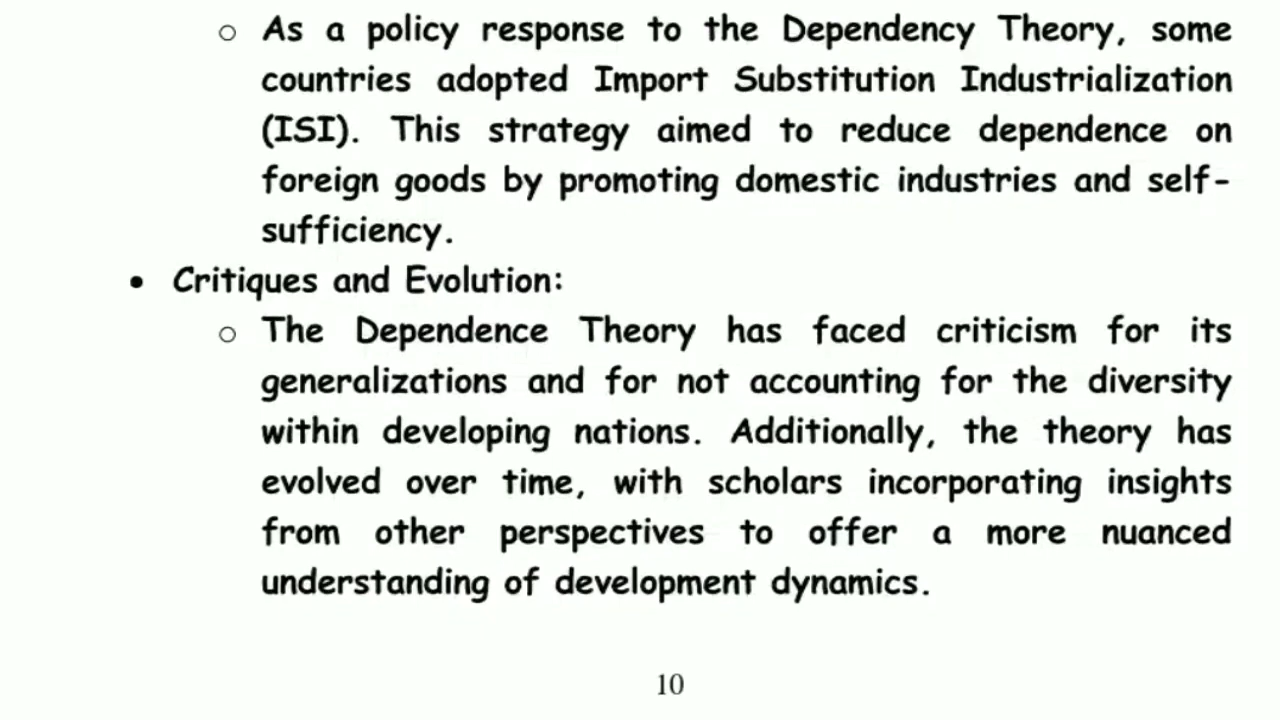 ○ As a policy response to the Dependency Theory, some
countries adopted Import Substitution Industrialization
(ISI). This strategy aimed to reduce dependence on
foreign goods by promoting domestic industries and self-
sufficiency.
• Critiques and Evolution:
○ The Dependence Theory has faced criticism for its
generalizations and for not accounting for the diversity
within developing nations. Additionally, the theory has
evolved over time, with scholars incorporating insights
from other perspectives to offer a more nuanced
understanding of development dynamics.
10